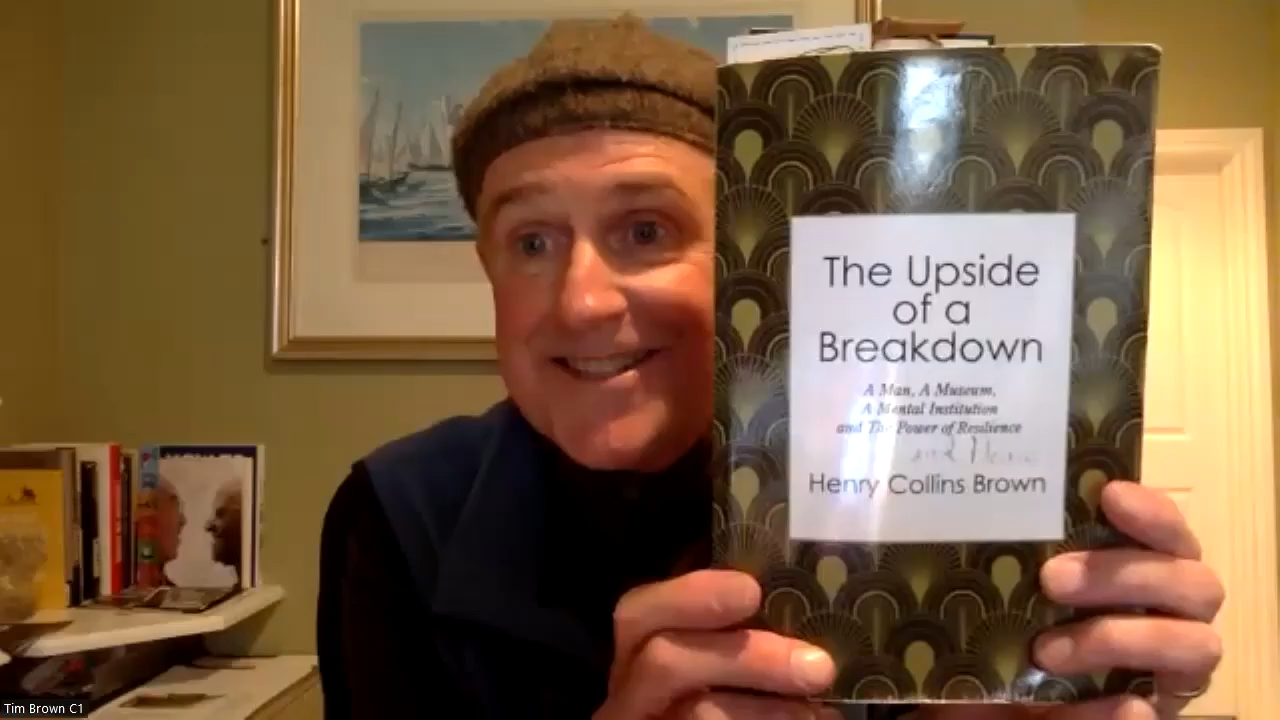 The Upside
of a
Breakdown
A Man, A Museum,
A Mental Institution
and The Power of Resilience
and
Henry Collins Brown
Tim Brown C1